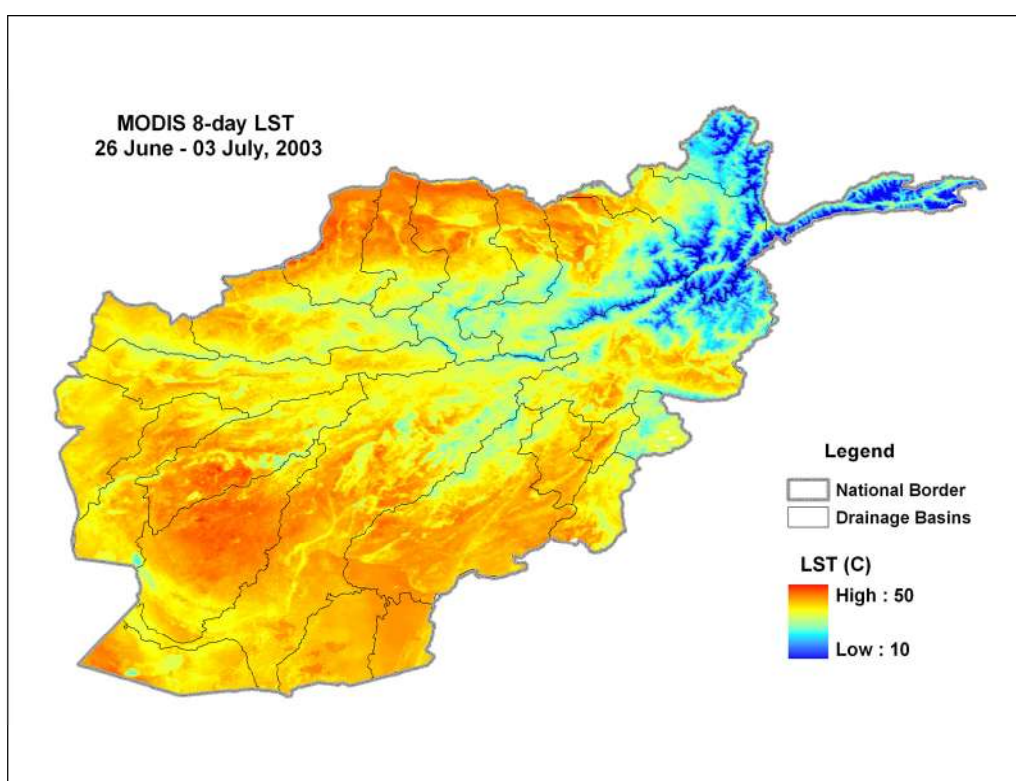 MODIS 8-day LST
26 June - 03 July, 2003
Legend
National Border
Drainage Basins
LST (C)
High : 50
Low : 10